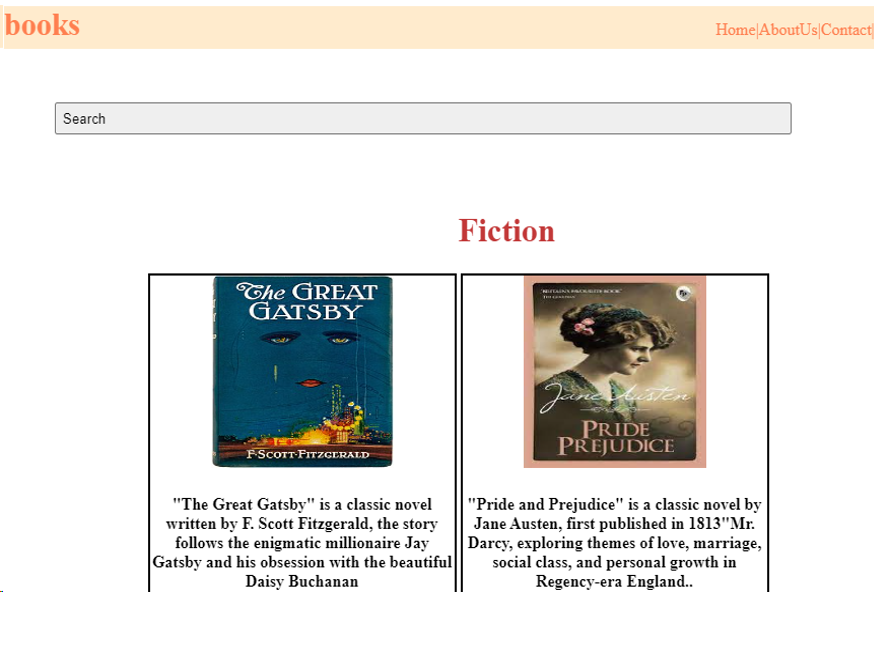 books
Home|AboutUs|Contact|
Search
Fiction
The GREAT
GATSBY
F·SCOTT·FITZGERALD
"BRITAIN'S FAVOURITE BOOK"
Jane Austen
PRIDE
PREJUDICE
"The Great Gatsby" is a classic novel
written by F. Scott Fitzgerald, the story
follows the enigmatic millionaire Jay
Gatsby and his obsession with the beautiful
Daisy Buchanan
"Pride and Prejudice" is a classic novel by
Jane Austen, first published in 1813"Mr.
Darcy, exploring themes of love, marriage,
social class, and personal growth in
Regency-era England..